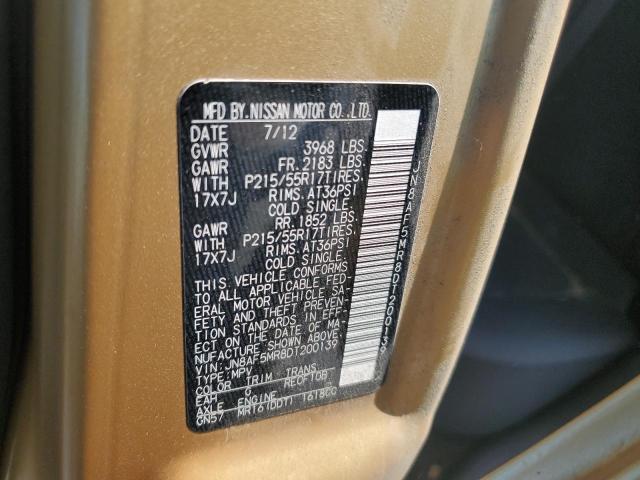 MFD BY.NISSAN MOTOR CO.,LTD.
DATE 7/12
GVWR 3968 LBS.
GAWR FR. 2183 LBS.
WITH P215/55R17TIRES.
17X7J RIMS. AT36PSI
COLD SINGLE.
GAWR RR. 1852 LBS.
WITH P215/55R17TIRES.
17X7J RIMS. AT36PSI
COLD SINGLE.
THIS VEHICLE CONFORMS
TO ALL APPLICABLE FED-
ERAL MOTOR VEHICLE SA-
FETY AND THEFT PREVEN-
TION STANDARDS IN EFF-
ECT ON THE DATE OF MA-
NUFACTURE SHOWN ABOVE.
VIN:JN8AF5MR8DT200139
TYPE:MPV
COLOR TRIM TRANS
EAH G RE0F10B
AXLE ENGINE
GN57 MR16(DDT) 1618CC
JN8AF5MR8DT200139